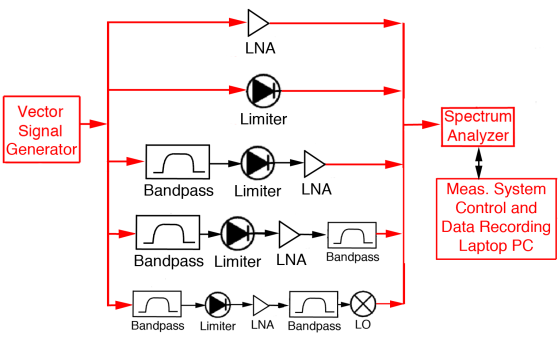 LNA
Limiter
Vector
Signal
Generator
Spectrum
Analyzer
Bandpass
Limiter
LNA
Meas. System
Control and
Data Recording
Laptop PC
Bandpass
Limiter
LNA
Bandpass
Bandpass
Limiter
LNA
Bandpass
LO